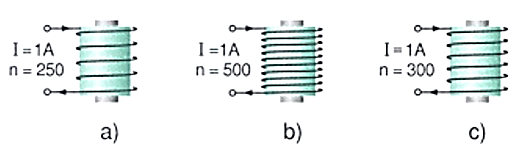 I = 1A
n = 250
a)
I = 1A
n = 500
b)
I = 1A
n = 300
c)